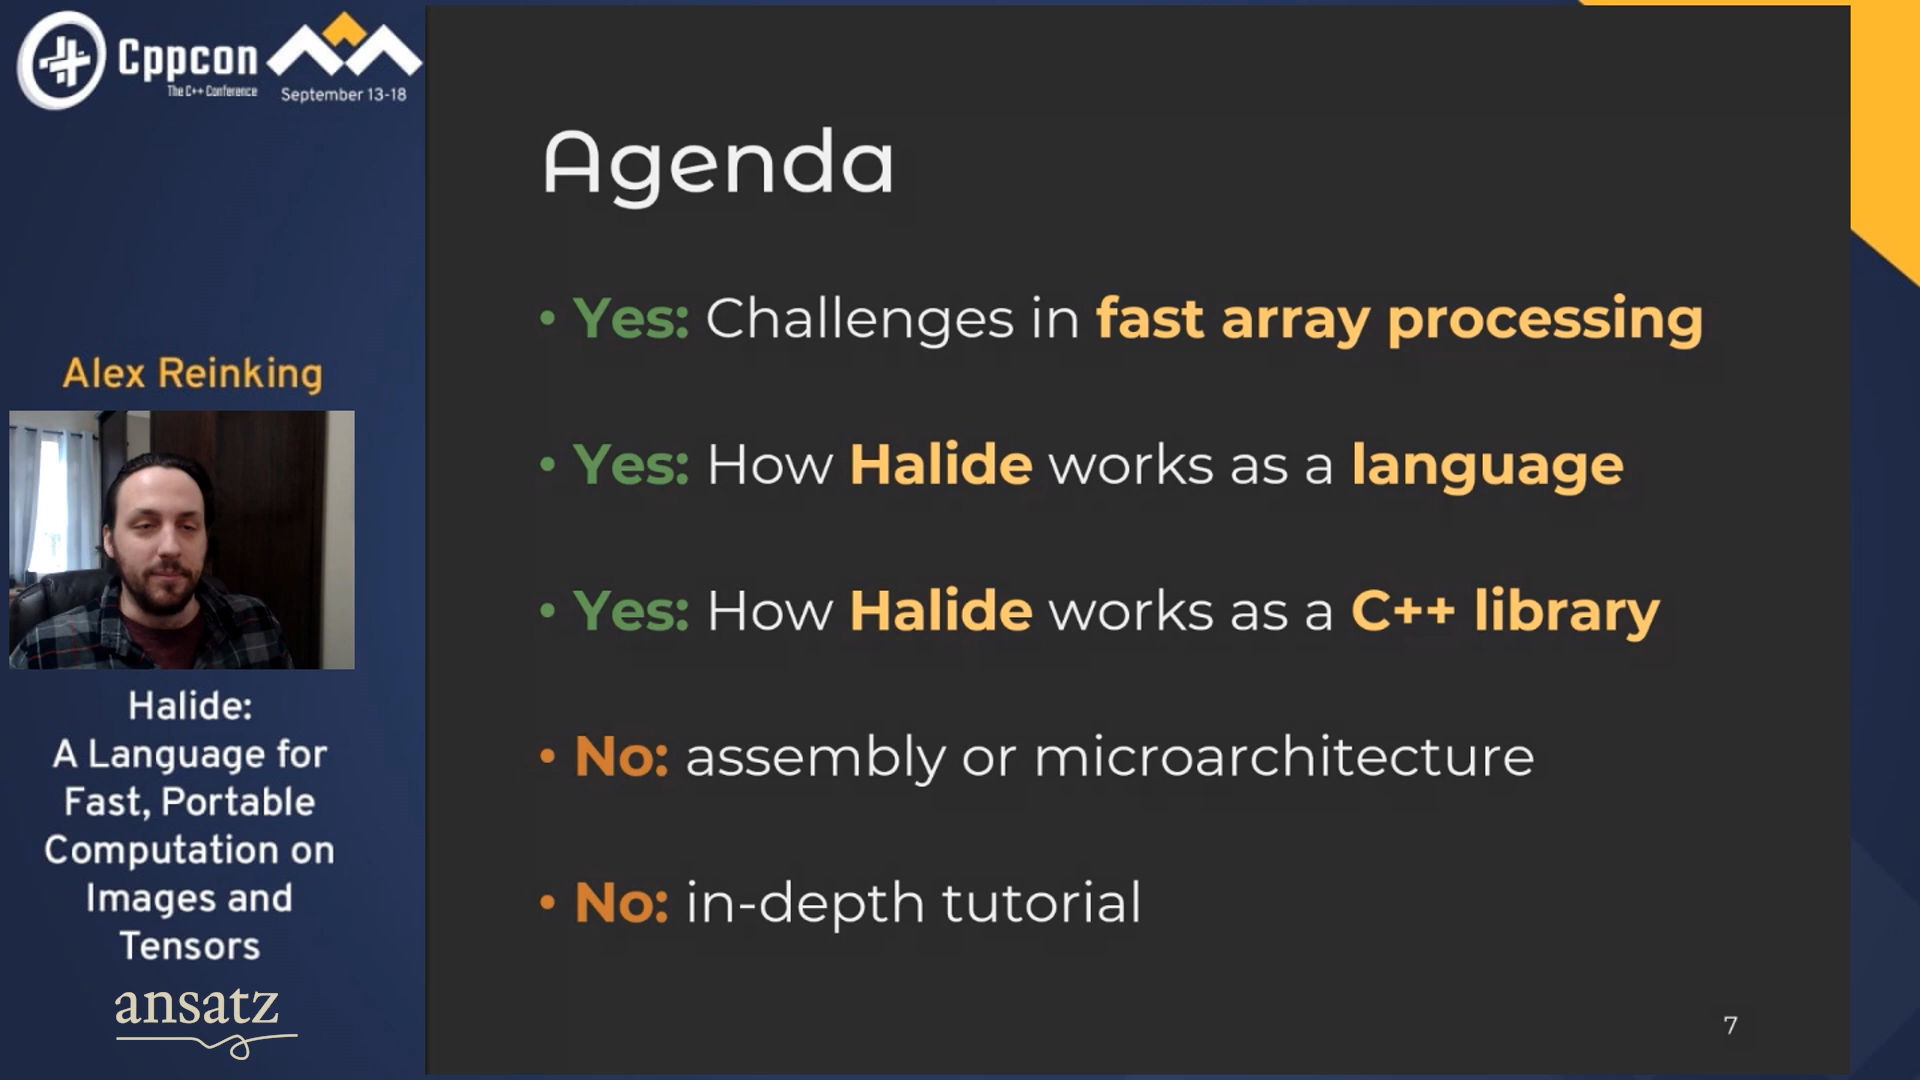 Cppcon
The C++ Conference
September 13-18
Alex Reinking
Halide:
A Language for
Fast, Portable
Computation on
Images and
Tensors
ansatz
Agenda
• Yes: Challenges in fast array processing
• Yes: How Halide works as a language
• Yes: How Halide works as a C++ library
• No: assembly or microarchitecture
• No: in-depth tutorial
7